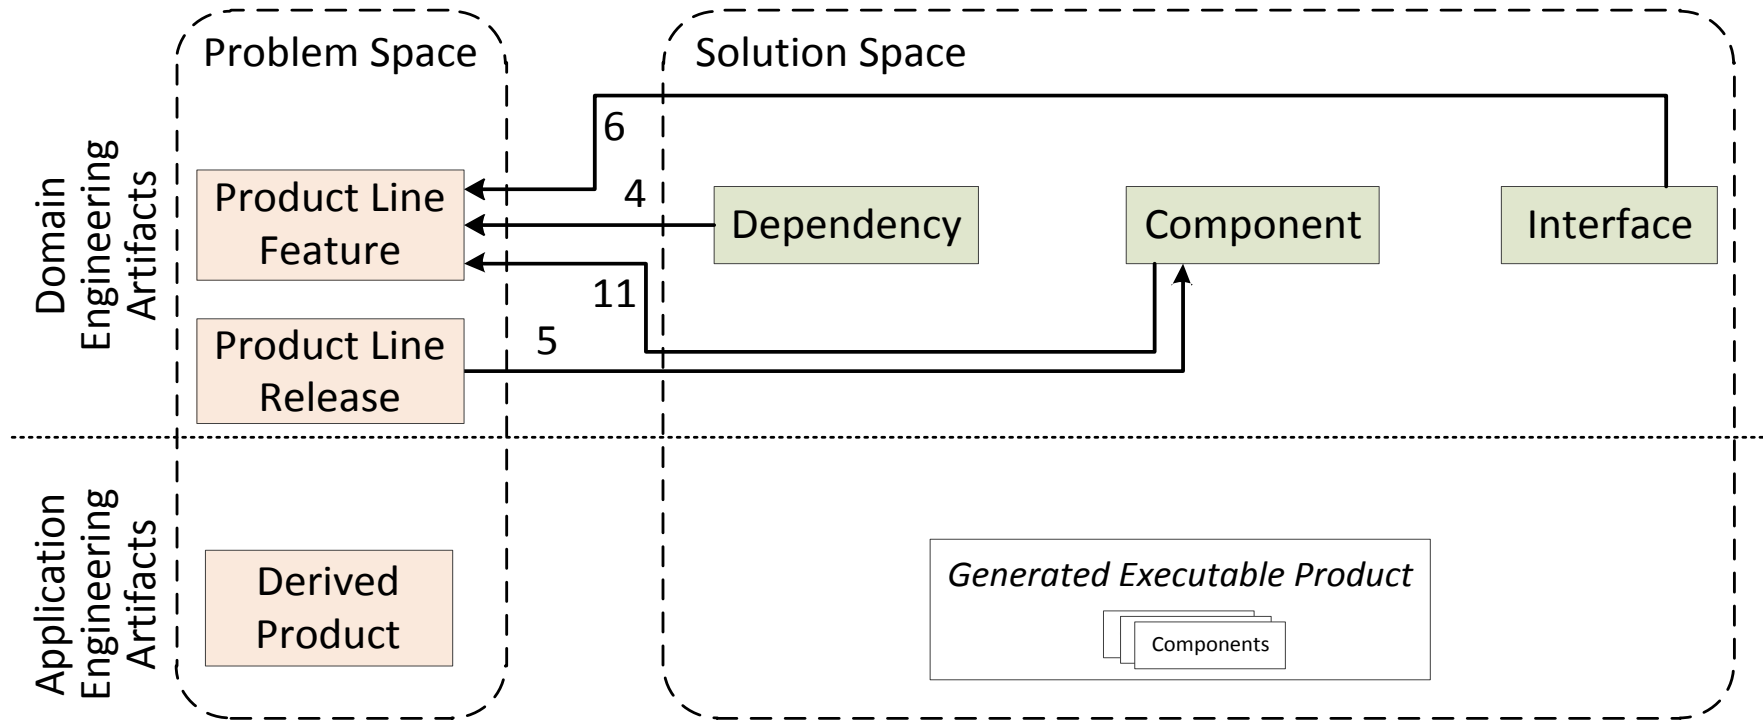 Problem Space
Solution Space
Domain
Engineering
Artifacts
6
Product Line
Feature
4
Dependency
Component
Interface
11
Product Line
Release
5
Application
Engineering
Artifacts
Derived
Product
Generated Executable Product
Components